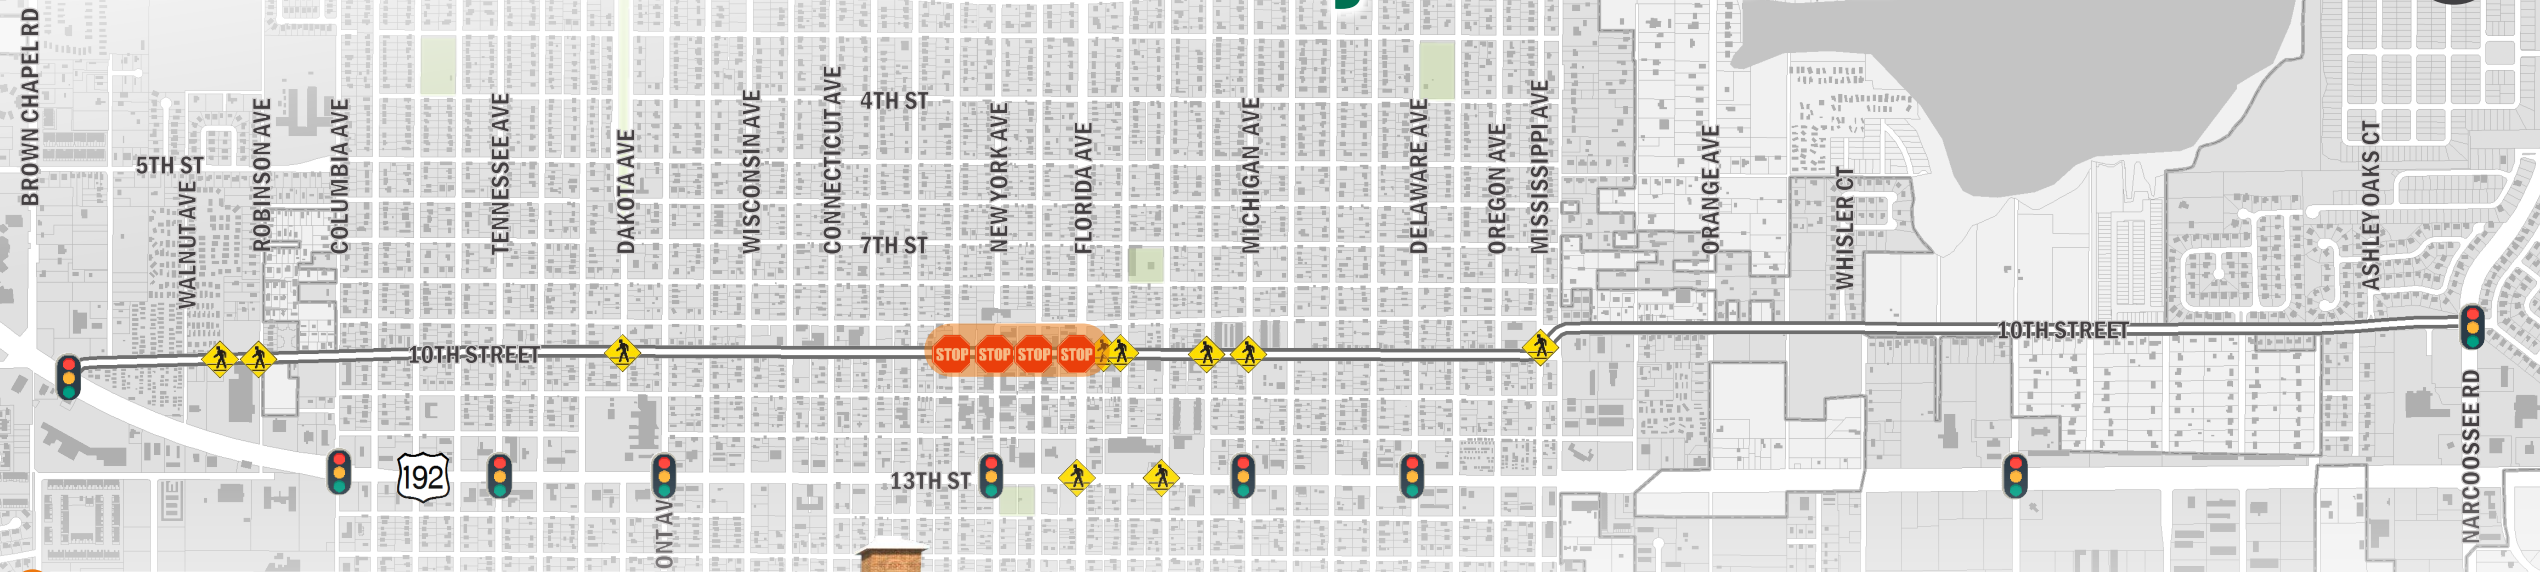 BROWN CHAPEL RD
5TH ST
WALNUT AVE
ROBINSON AVE
COLUMBIA AVE
TENNESSEE AVE
DAKOTA AVE
WISCONSIN AVE
CONNECTICUT AVE
4TH ST
7TH ST
NEW YORK AVE
FLORIDA AVE
MICHIGAN AVE
DELAWARE AVE
OREGON AVE
MISSISSIPPI AVE
ORANGE AVE
WHISLER CT
ASHLEY OAKS CT
10TH STREET
STOP STOP STOP STOP
10TH STREET
192
ONT AV
13TH ST
NARCOOSSEE RD